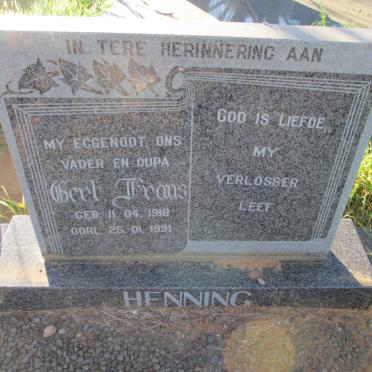 IN TERE HERINNERING AAN
MY EGGENOOT, ONS
VADER EN OUPA
Gert Frans
GEB. 11. 04. 1918
OORL. 25. 01. 1991
GOD IS LIEFDE,
MY
VERLOSSER
LEEF
HENNING